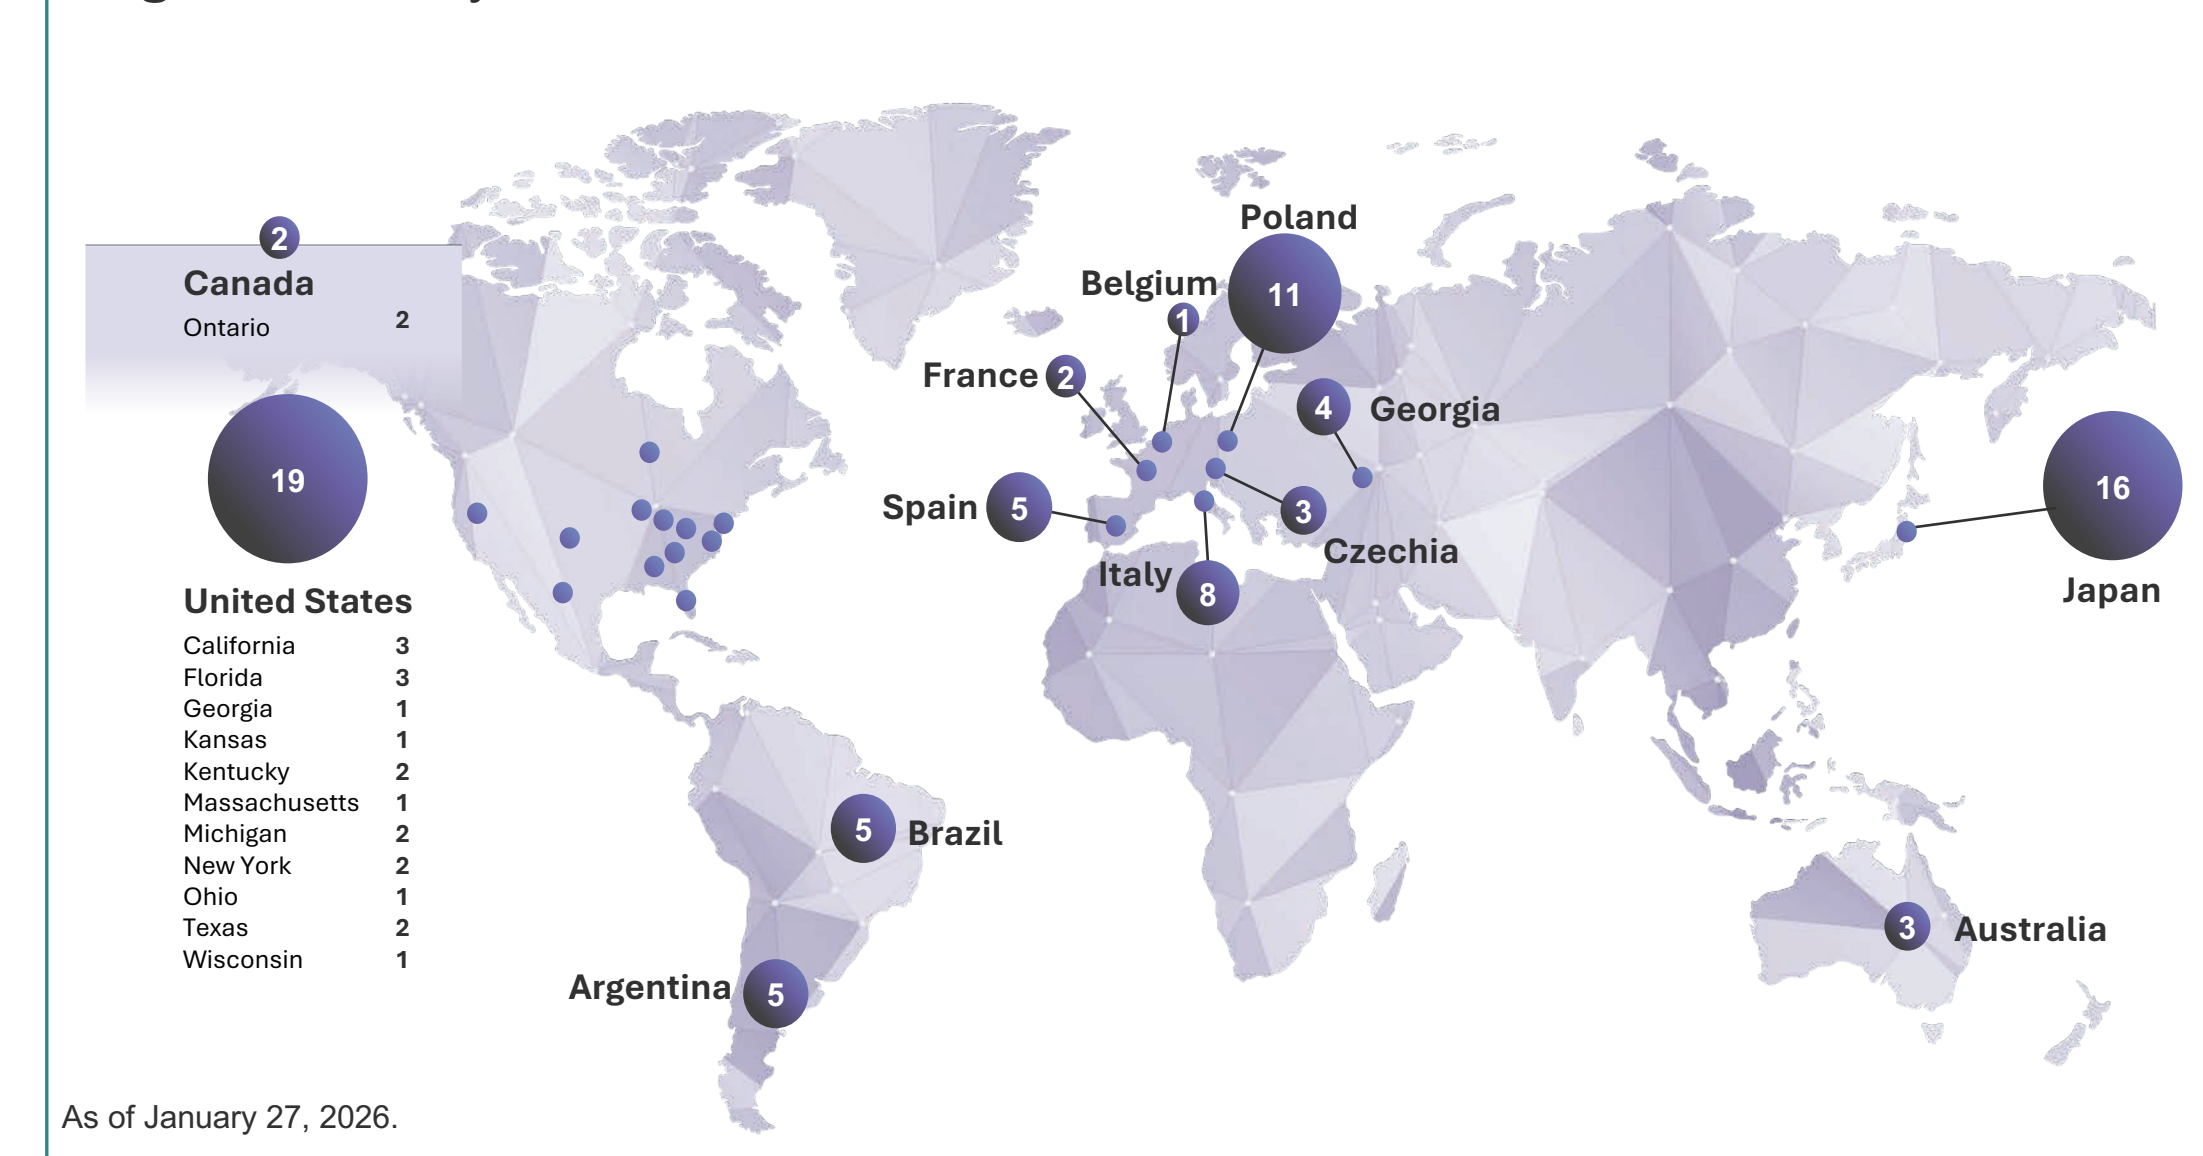 2
Canada
Ontario 2
19
United States
California 3
Florida 3
Georgia 1
Kansas 1
Kentucky 2
Massachusetts 1
Michigan 2
New York 2
Ohio 1
Texas 2
Wisconsin 1
Poland
11
Belgium
1
France 2
4 Georgia
Spain 5
3
Czechia
Italy
8
16
Japan
5 Brazil
Argentina 5
3 Australia
As of January 27, 2026.